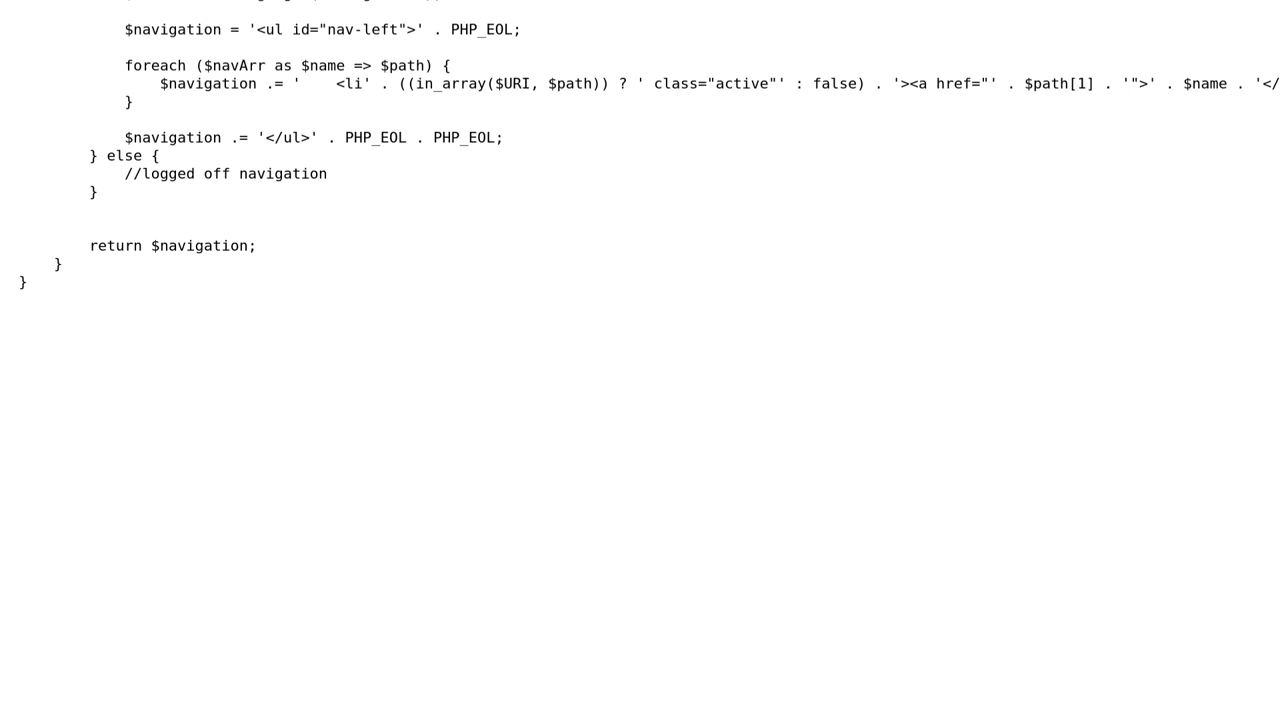 $navigation = '<ul id="nav-left">' . PHP_EOL;
foreach ($navArr as $name => $path) {
$navigation .= '    <li' . ((in_array($URI, $path)) ? ' class="active"' : false) . '><a href="' . $path[1] . '">' . $name . '</
}
$navigation .= '</ul>' . PHP_EOL . PHP_EOL;
} else {
//logged off navigation
}
return $navigation;
}
}